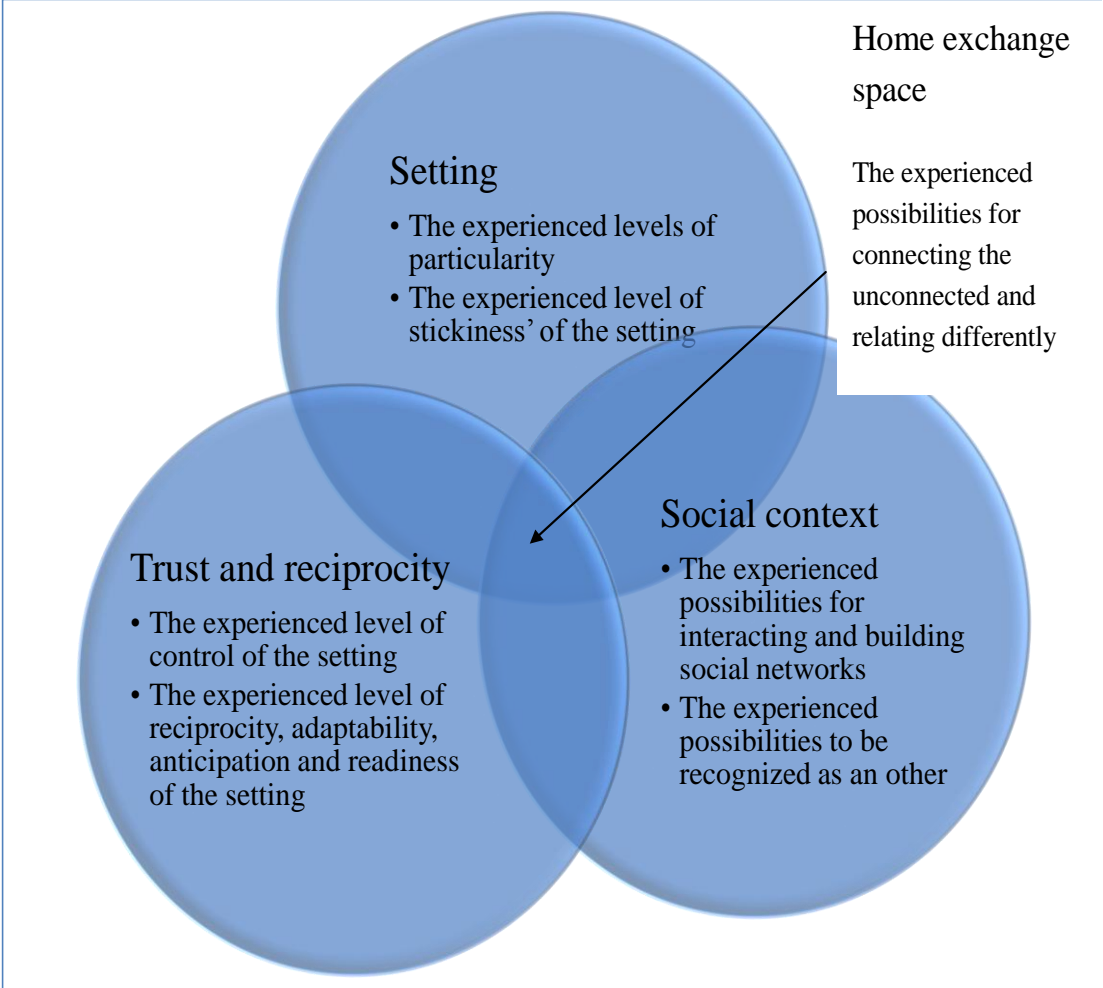 Home exchange
space
The experienced
possibilities for
connecting the
unconnected and
relating differently
Setting
• The experienced levels of
particularity
• The experienced level of
stickiness’ of the setting
Social context
• The experienced
possibilities for
interacting and building
social networks
• The experienced
possibilities to be
recognized as an other
Trust and reciprocity
• The experienced level of
control of the setting
• The experienced level of
reciprocity, adaptability,
anticipation and readiness
of the setting